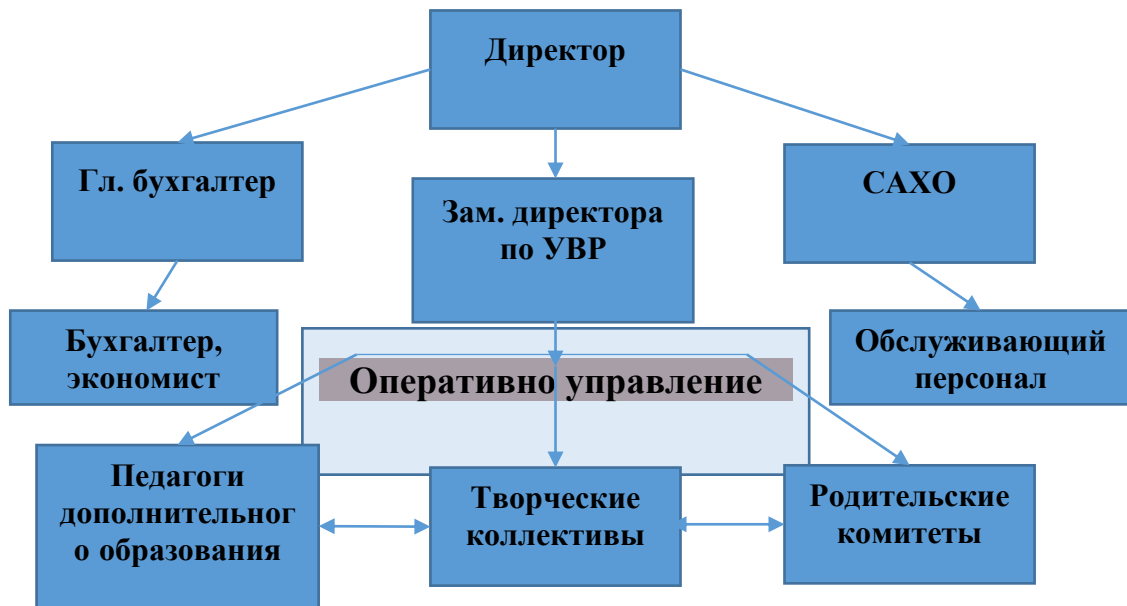 Директор
Гл. бухгалтер
САХО
Зам. директора
по УВР
Бухгалтер,
экономист
Обслуживающий
персонал
Оперативно управление
Педагоги
дополнительног
о образования
Творческие
коллективы
Родительские
комитеты